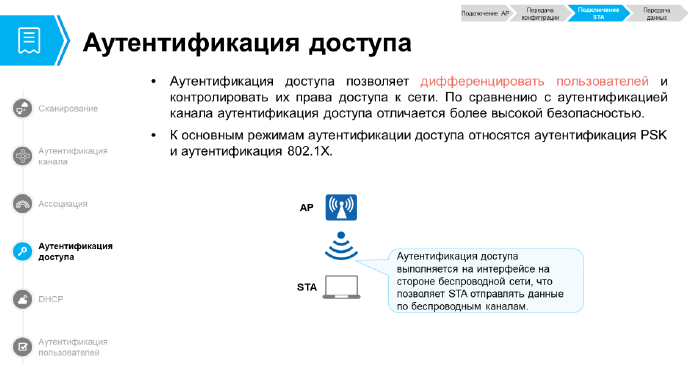 Подключение AP
Передача
конфигурации
Подключение
STA
Передача
данных
Аутентификация доступа
• Аутентификация доступа позволяет дифференцировать пользователей и
контролировать их права доступа к сети. По сравнению с аутентификацией
канала аутентификация доступа отличается более высокой безопасностью.
• К основным режимам аутентификации доступа относятся аутентификация PSK
и аутентификация 802.1X.
Сканирование
Аутентификация
канала
Ассоциация
Аутентификация
доступа
DHCP
Аутентификация
пользователей
AP
STA
Аутентификация доступа
выполняется на интерфейсе на
стороне беспроводной сети, что
позволяет STA отправлять данные
по беспроводным каналам.